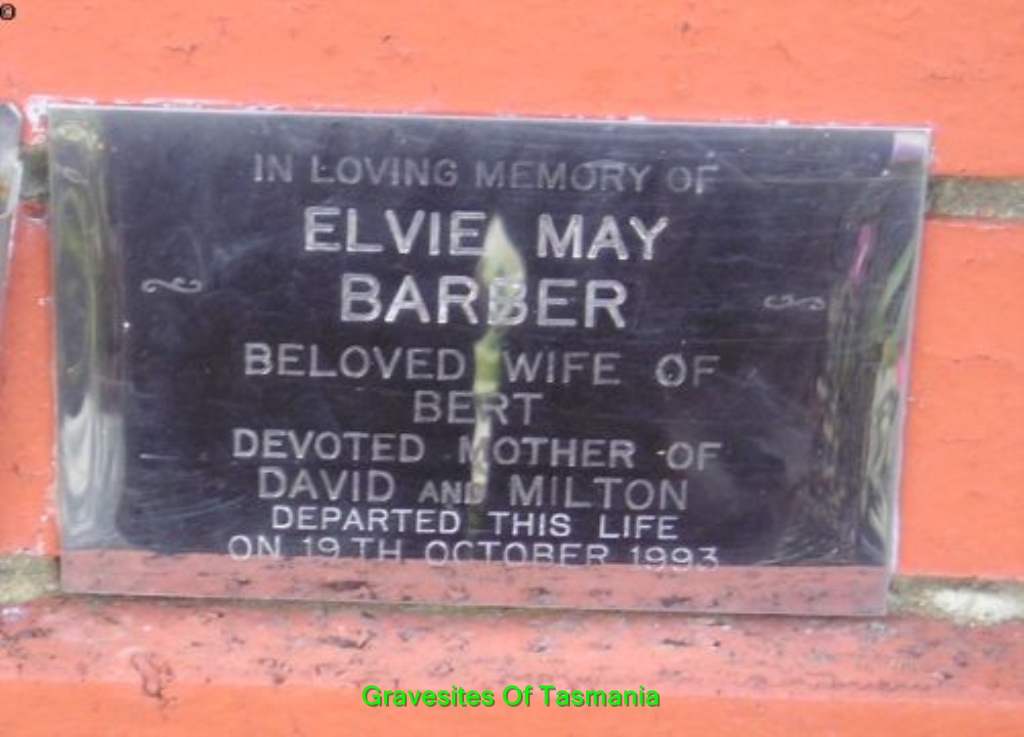 IN LOVING MEMORY OF
ELVIE MAY
BARBER
BELOVED WIFE OF
BERT
DEVOTED MOTHER OF
DAVID AND MILTON
DEPARTED THIS LIFE
ON 19TH OCTOBER 1993
Gravesites Of Tasmania